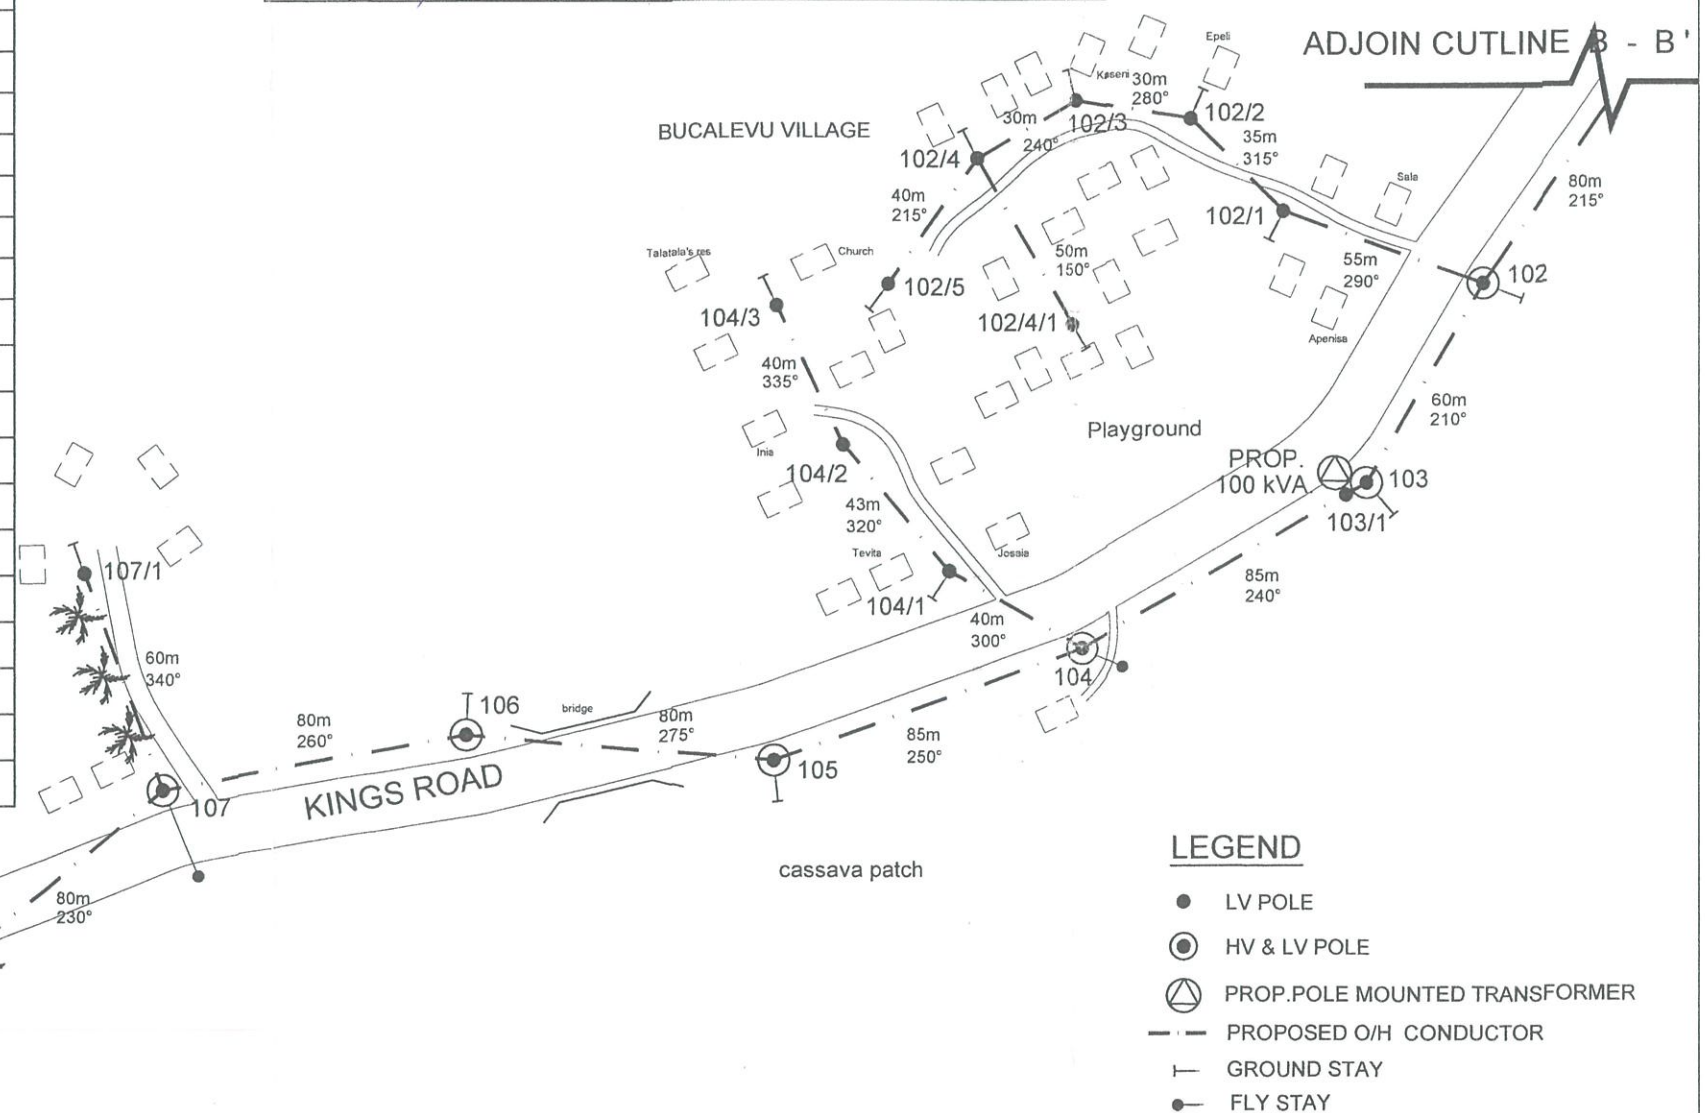 ADJOIN CUTLINE B - B'
Epeli
Kaseni
30m
280°
102/2
BUCALEVU VILLAGE
30m
240°
102/3
35m
315°
102/4
40m
215°
Sala
80m
215°
102/1
Talatala's res
Church
50m
150°
55m
290°
102
102/5
104/3
102/4/1
Apenisa
40m
335°
60m
210°
Playground
Inia
104/2
PROP.
100 kVA.
103
103/1
43m
320°
Tevita
Josaia
107/1
85m
240°
104/1
40m
300°
60m
340°
104
106
bridge
80m
275°
80m
260°
85m
250°
105
KINGS ROAD
107
cassava patch
80m
230°
LEGEND
LV POLE
HV & LV POLE
PROP.POLE MOUNTED TRANSFORMER
PROPOSED O/H CONDUCTOR
GROUND STAY
FLY STAY